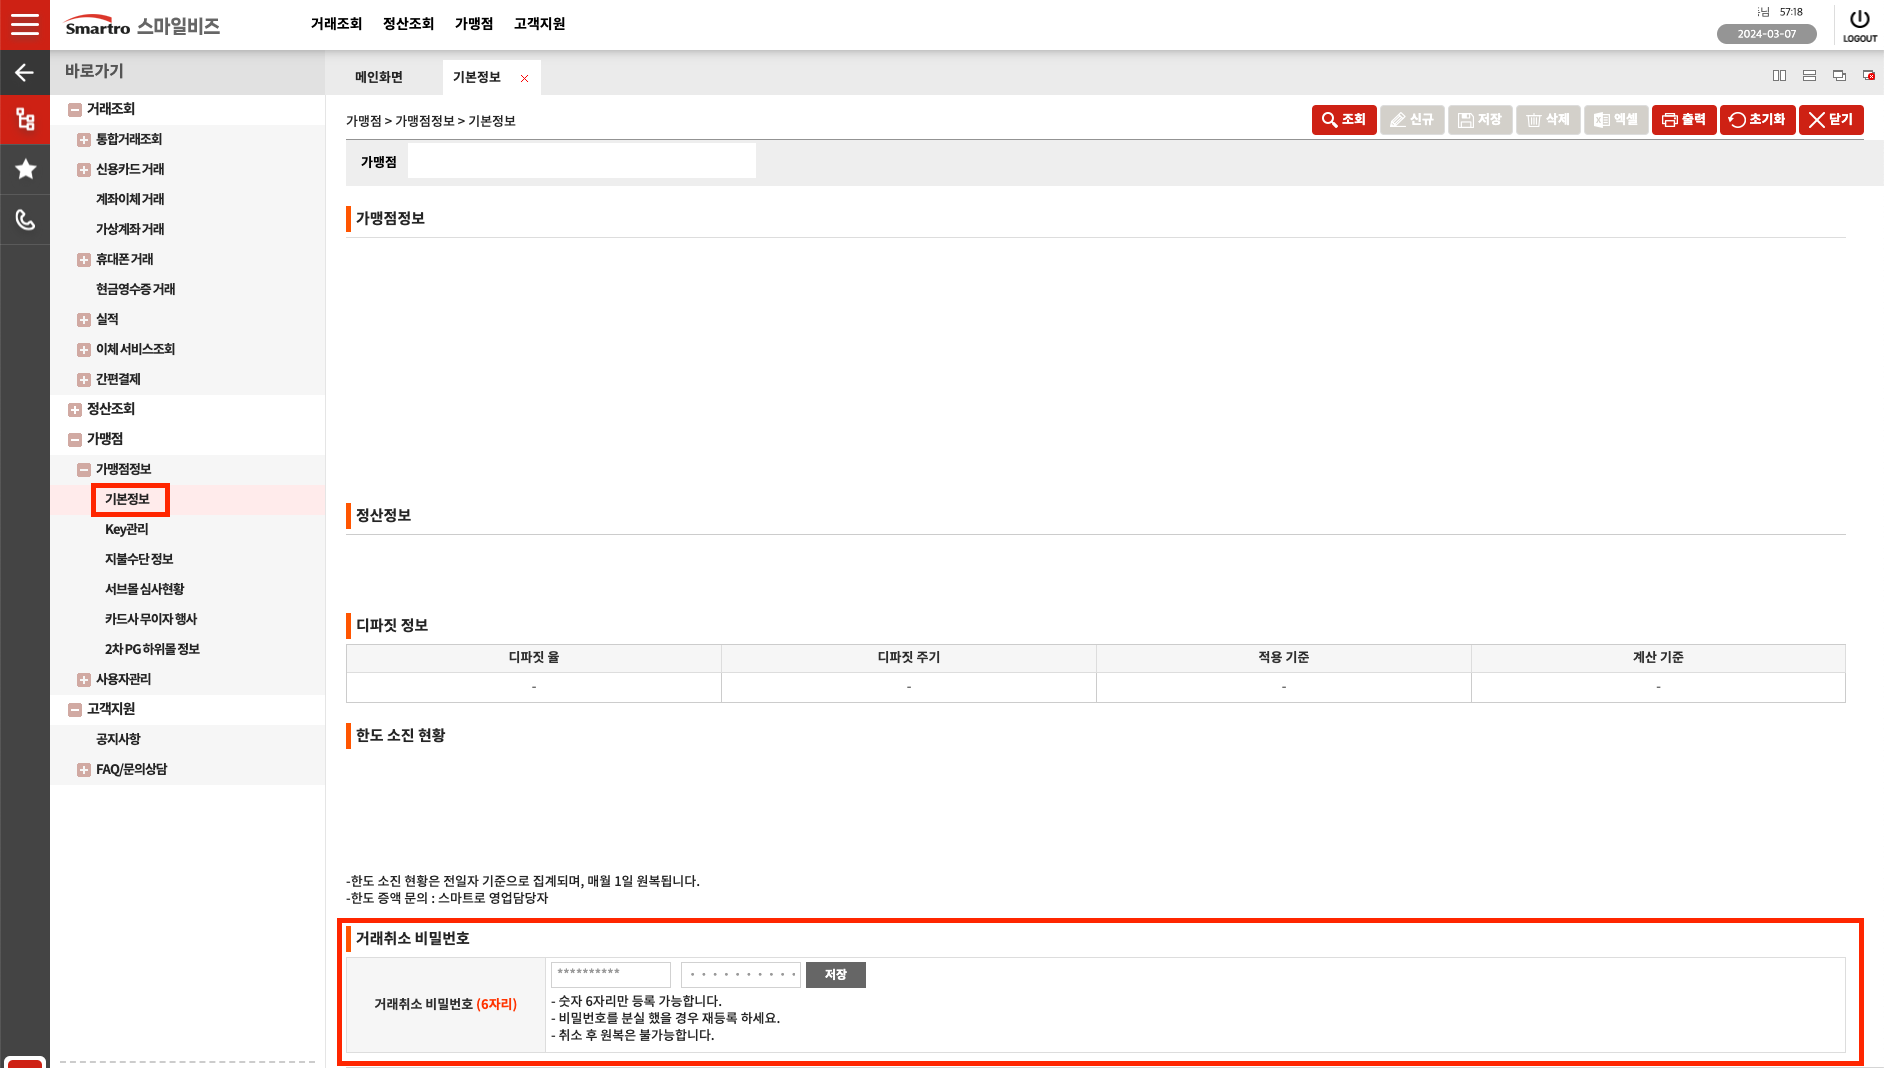 Smartro 스마일비즈
거래조회 정산조회 가맹점 고객지원
님 57:18
2024-03-07
LOGOUT
바로가기
메인화면 기본정보
거래조회
통합거래조회
신용카드 거래
계좌이체 거래
가상계좌 거래
휴대폰 거래
현금영수증 거래
실적
이체 서비스조회
간편결제
정산조회
가맹점
가맹점정보
기본정보
Key관리
지불수단 정보
서브몰 심사현황
카드사 무이자 행사
2차 PG 하위몰 정보
사용자관리
고객지원
공지사항
FAQ/문의상담
가맹점 > 가맹점정보 > 기본정보
조회 신규 저장 삭제 엑셀 출력 초기화 닫기
가맹점
가맹점정보
정산정보
디파짓 정보
디파짓 율 디파짓 주기 적용 기준 계산 기준
- - - -
한도 소진 현황
-한도 소진 현황은 전일자 기준으로 집계되며, 매월 1일 원복됩니다.
-한도 증액 문의 : 스마트로 영업담당자
거래취소 비밀번호
거래취소 비밀번호 (6자리)
********** 저장
- 숫자 6자리만 등록 가능합니다.
- 비밀번호를 분실 했을 경우 재등록 하세요.
- 취소 후 원복은 불가능합니다.